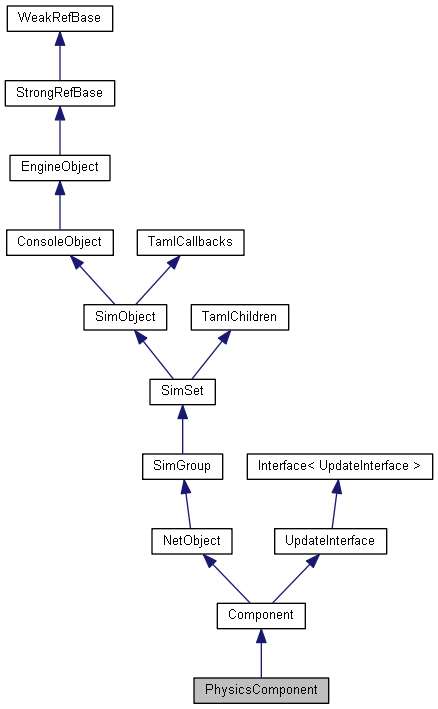 WeakRefBase
StrongRefBase
EngineObject
ConsoleObject
TamlCallbacks
SimObject
TamlChildren
SimSet
SimGroup
Interface< UpdateInterface >
NetObject
UpdateInterface
Component
PhysicsComponent